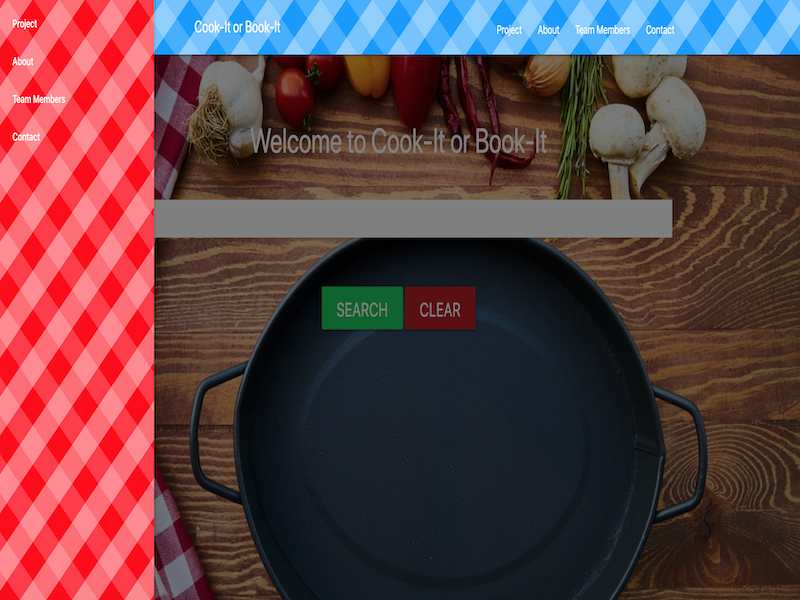 Project
About
Team Members
Contact
Cook-It or Book-It
Project About Team Members Contact
Welcome to Cook-It or Book-It
SEARCH CLEAR